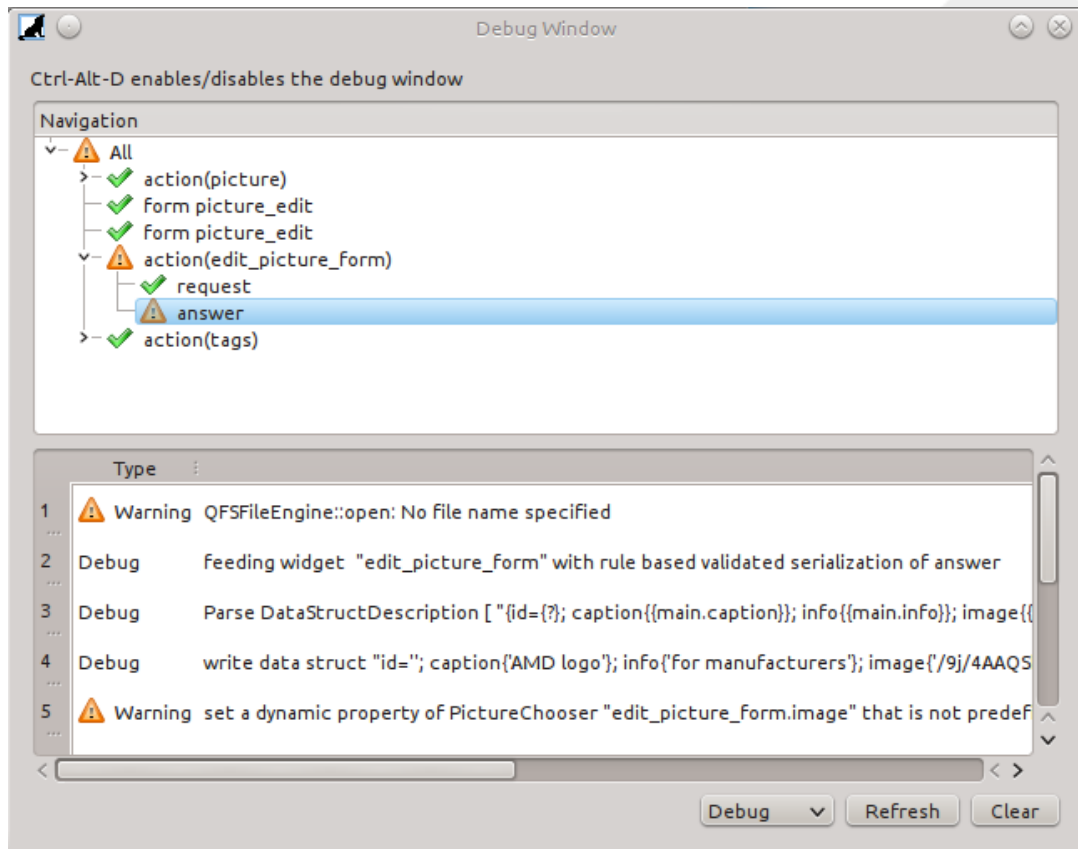 Debug Window
Ctrl-Alt-D enables/disables the debug window
Navigation
All
action(picture)
form picture_edit
form picture_edit
action(edit_picture_form)
request
answer
action(tags)
Type
1 Warning QFSFileEngine::open: No file name specified
...
2 Debug feeding widget "edit_picture_form" with rule based validated serialization of answer
...
3 Debug Parse DataStructDescription [ "{id={?}; caption{{main.caption}}; info{{main.info}}; image{{
...
4 Debug write data struct "id=''; caption{'AMD logo'}; info{'for manufacturers'}; image{'/9j/4AAQS
...
5 Warning set a dynamic property of PictureChooser "edit_picture_form.image" that is not predef
...
Debug Refresh Clear